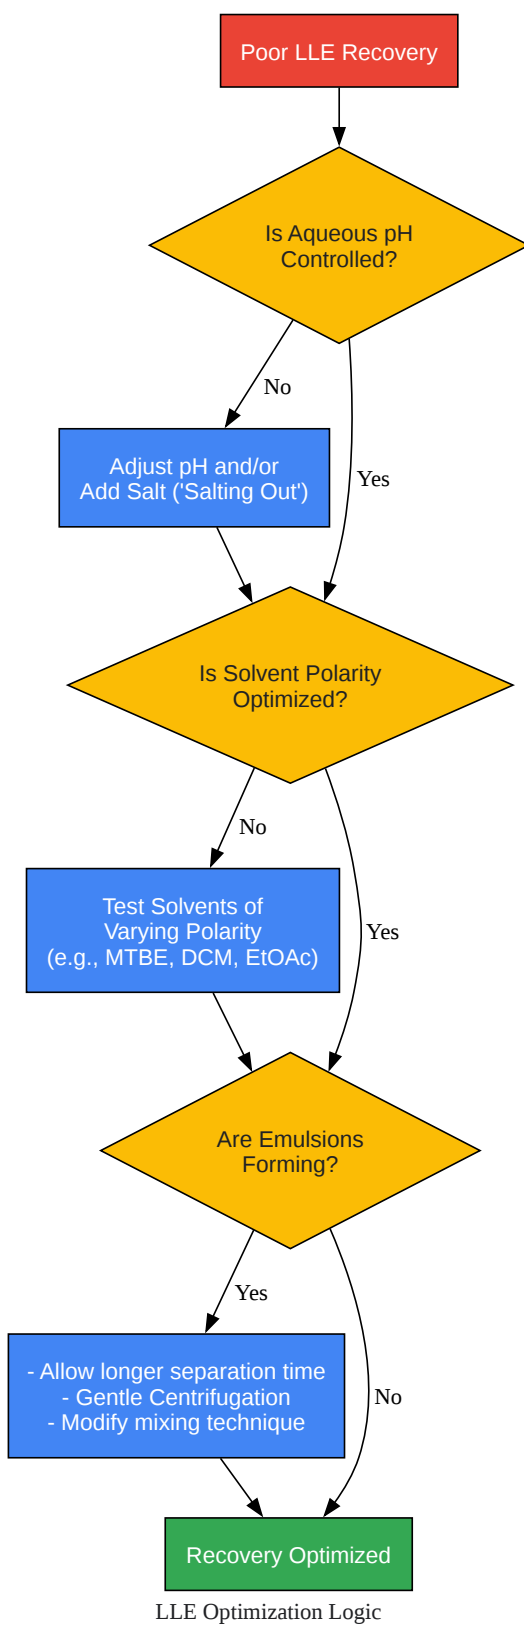 Poor LLE Recovery
Is Aqueous pH
Controlled?
No
Adjust pH and/or
Add Salt ('Salting Out')
Yes
Is Solvent Polarity
Optimized?
No
Test Solvents of
Varying Polarity
(e.g., MTBE, DCM, EtOAc)
Yes
Are Emulsions
Forming?
Yes
- Allow longer separation time
- Gentle Centrifugation
- Modify mixing technique
No
Recovery Optimized
LLE Optimization Logic